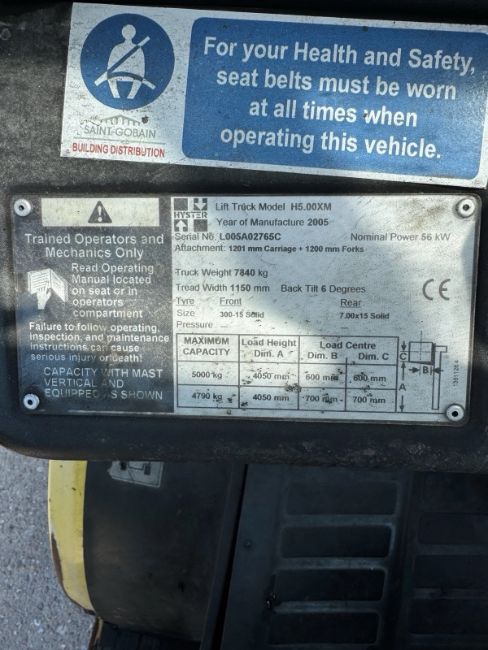 For your Health and Safety,
seat belts must be worn
at all times when
operating this vehicle.
SAINT-GOBAIN
BUILDING DISTRIBUTION
Trained Operators and
Mechanics Only
Read Operating
Manual located
on seat or in
operators
compartment
Failure to follow operating,
inspection, and maintenance
instructions can cause
serious injury or death!
CAPACITY WITH MAST
VERTICAL AND
EQUIPPED AS SHOWN
HYSTER
Lift Truck Model H5.00XM
Year of Manufacture 2005
Serial No. L005A02765C Nominal Power 56 kW
Attachment: 1201 mm Carriage + 1200 mm Forks
Truck Weight 7840 kg
Tread Width 1150 mm Back Tilt 6 Degrees
Tyre Front Rear
Size 300-15 Solid 7.00x15 Solid
Pressure
CE
MAXIMUM CAPACITY Load Height Dim. A Load Centre Dim. B Dim. C
5000 kg 4050 mm 600 mm 600 mm
4790 kg 4050 mm 700 mm 700 mm
C
B
A